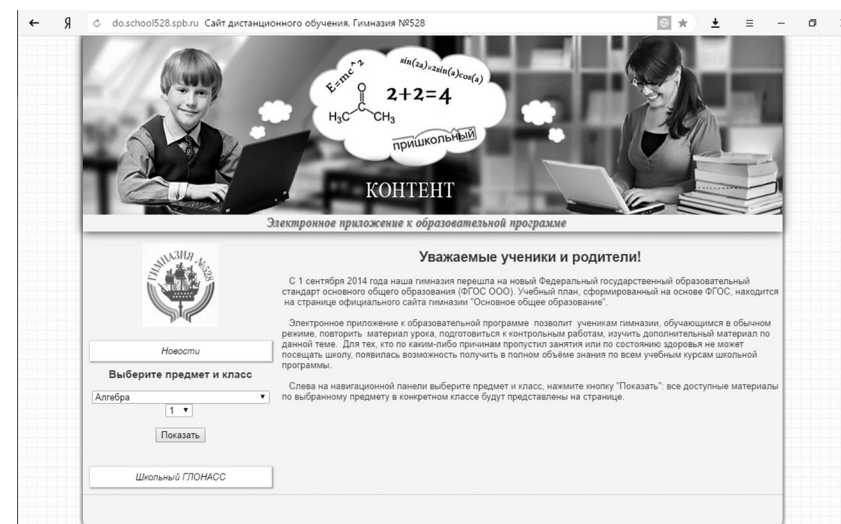 Я do.school528.spb.ru Сайт дистанционного обучения. Гимназия №528
E=mc^2
sin(2a)=2sin(a)cos(a)
O
2+2=4
H3C CH3
пришкольный
КОНТЕНТ
Электронное приложение к образовательной программе
ГИМНАЗИЯ №528
Новости
Выберите предмет и класс
Алгебра
1
Показать
Школьный ГЛОНАСС
Уважаемые ученики и родители!
С 1 сентября 2014 года наша гимназия перешла на новый Федеральный государственный образовательный
стандарт основного общего образования (ФГОС ООО). Учебный план, сформированный на основе ФГОС, находится
на странице официального сайта гимназии "Основное общее образование".
Электронное приложение к образовательной программе позволит ученикам гимназии, обучающимся в обычном
режиме, повторить материал урока, подготовиться к контрольным работам, изучить дополнительный материал по
данной теме. Для тех, кто по каким-либо причинам пропустил занятия или по состоянию здоровья не может
посещать школу, появилась возможность получить в полном объёме знания по всем учебным курсам школьной
программы.
Слева на навигационной панели выберите предмет и класс, нажмите кнопку "Показать": все доступные материалы
по выбранному предмету в конкретном классе будут представлены на странице.